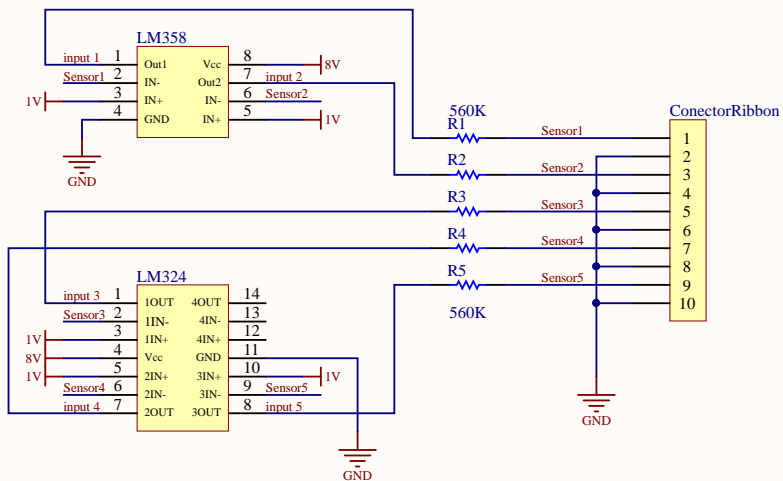 LM358
input 1 1 Out1 Vcc 8 8V
Sensor1 2 IN- Out2 7 input 2
1V 3 IN+ IN- 6 Sensor2
4 GND IN+ 5 1V
GND
560K
ConectorRibbon
R1 Sensor1 1
2
R2 Sensor2 3
4
R3 Sensor3 5
6
R4 Sensor4 7
8
R5 Sensor5 9
10
560K
GND
LM324
input 3 1 1OUT 4OUT 14
Sensor3 2 1IN- 4IN- 13
1V 3 1IN+ 4IN+ 12
8V 4 Vcc GND 11
1V 5 2IN+ 3IN+ 10 1V
Sensor4 6 2IN- 3IN- 9 Sensor5
input 4 7 2OUT 3OUT 8 input 5
GND